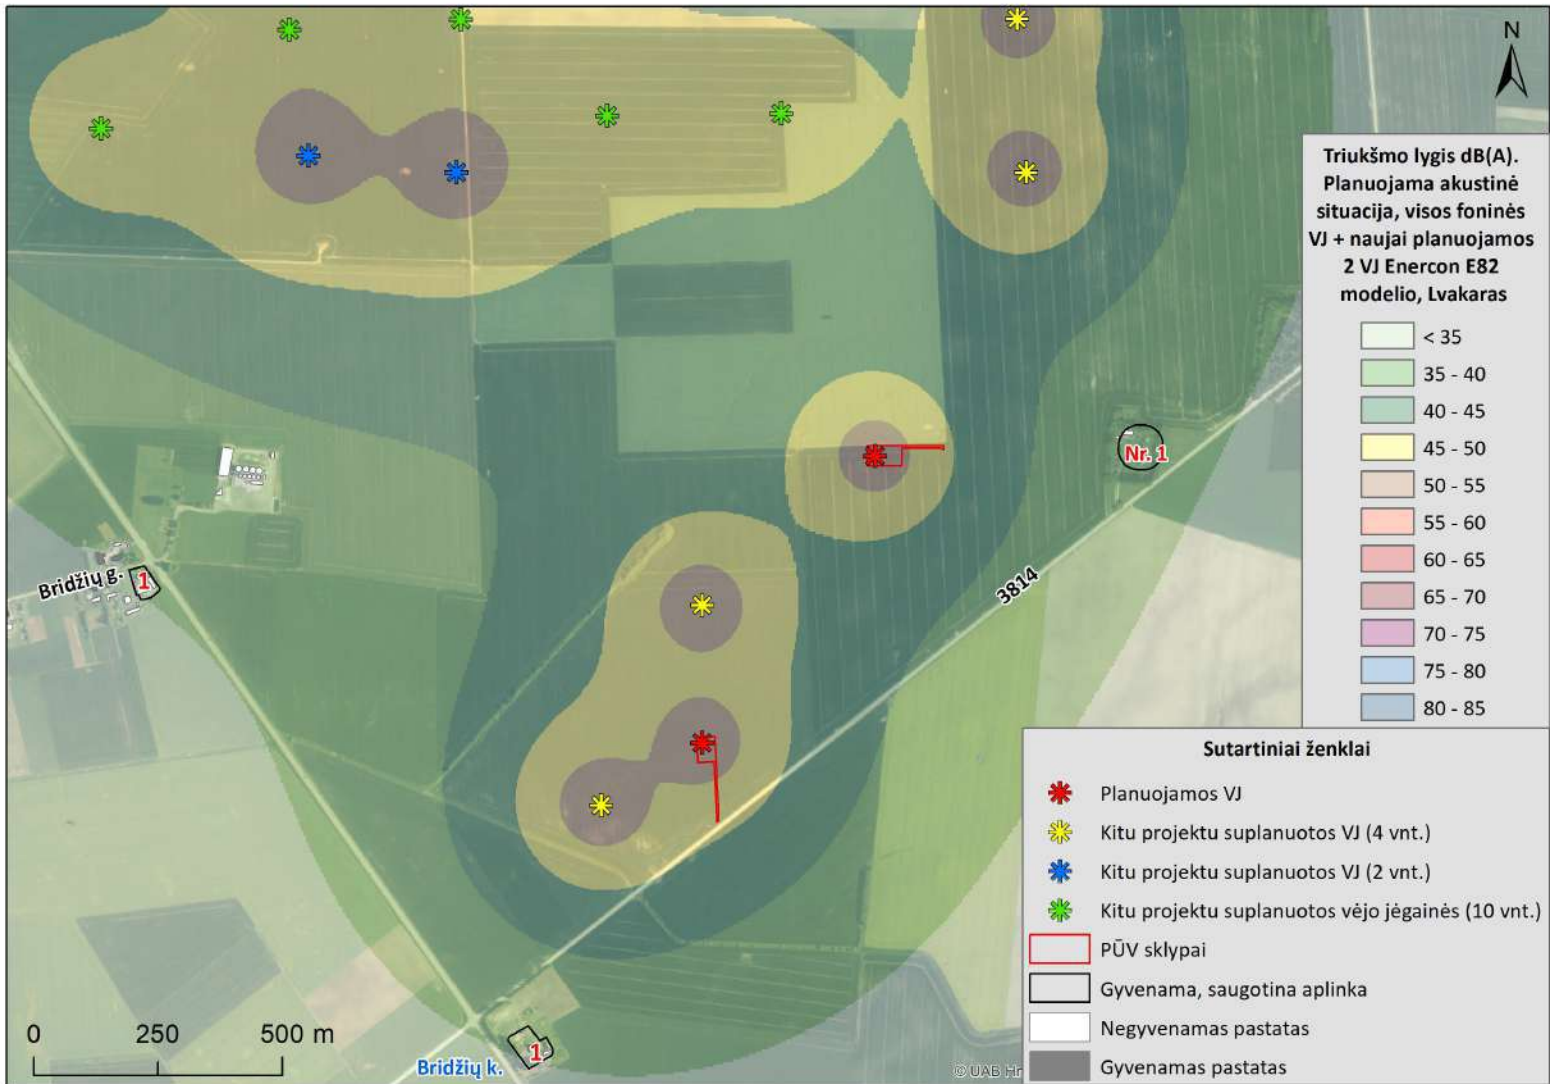 N
Triukšmo lygis dB(A).
Planuojama akustinė
situacija, visos foninės
VJ + naujai planuojamos
2 VJ Enercon E82
modelio, Lvakaras
< 35
35 - 40
40 - 45
45 - 50
50 - 55
55 - 60
60 - 65
65 - 70
70 - 75
75 - 80
80 - 85
Nr. 1
Bridžių g.
1
3814
Sutartiniai ženklai
Planuojamos VJ
Kitu projektu suplanuotos VJ (4 vnt.)
Kitu projektu suplanuotos VJ (2 vnt.)
Kitu projektu suplanuotos vėjo jėgainės (10 vnt.)
PŪV sklypai
Gyvenama, saugotina aplinka
Negyvenamas pastatas
Gyvenamas pastatas
0 250 500 m
1
Bridžių k.
© UAB